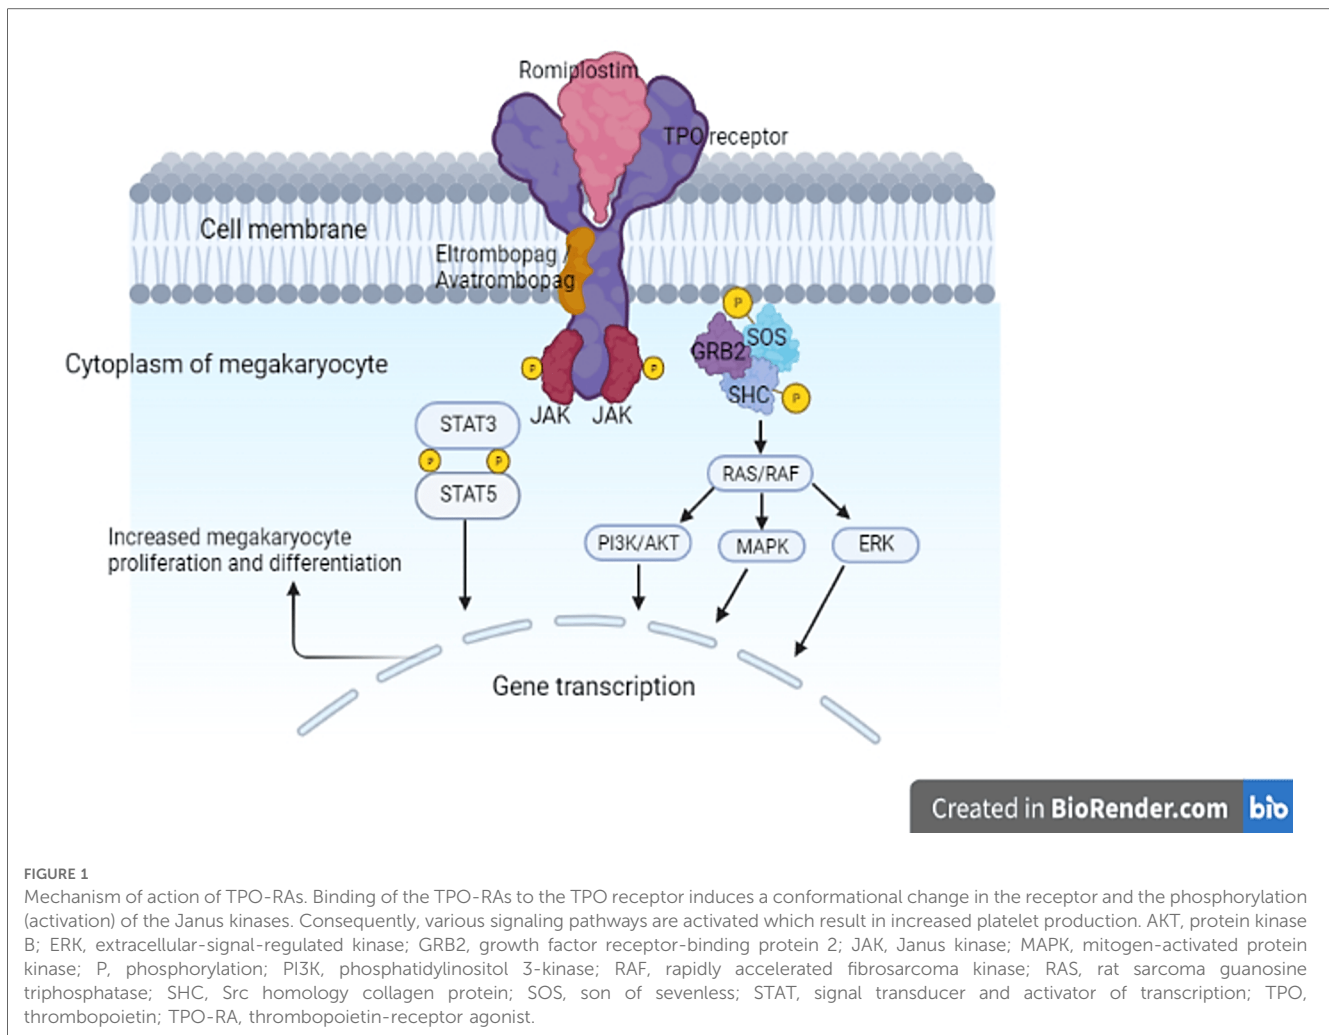 Romiplostim
TPO receptor
Cell membrane
Eltrombopag /
Avatrombopag
P
SOS
GRB2
SHC
P
Cytoplasm of megakaryocyte
P
P
JAK
JAK
STAT3
P
P
STAT5
RAS/RAF
PI3K/AKT
MAPK
ERK
Increased megakaryocyte
proliferation and differentiation
Gene transcription
Created in BioRender.com bio
FIGURE 1
Mechanism of action of TPO-RAs. Binding of the TPO-RAs to the TPO receptor induces a conformational change in the receptor and the phosphorylation
(activation) of the Janus kinases. Consequently, various signaling pathways are activated which result in increased platelet production. AKT, protein kinase
B; ERK, extracellular-signal-regulated kinase; GRB2, growth factor receptor-binding protein 2; JAK, Janus kinase; MAPK, mitogen-activated protein
kinase; P, phosphorylation; PI3K, phosphatidylinositol 3-kinase; RAF, rapidly accelerated fibrosarcoma kinase; RAS, rat sarcoma guanosine
triphosphatase; SHC, Src homology collagen protein; SOS, son of sevenless; STAT, signal transducer and activator of transcription; TPO,
thrombopoietin; TPO-RA, thrombopoietin-receptor agonist.